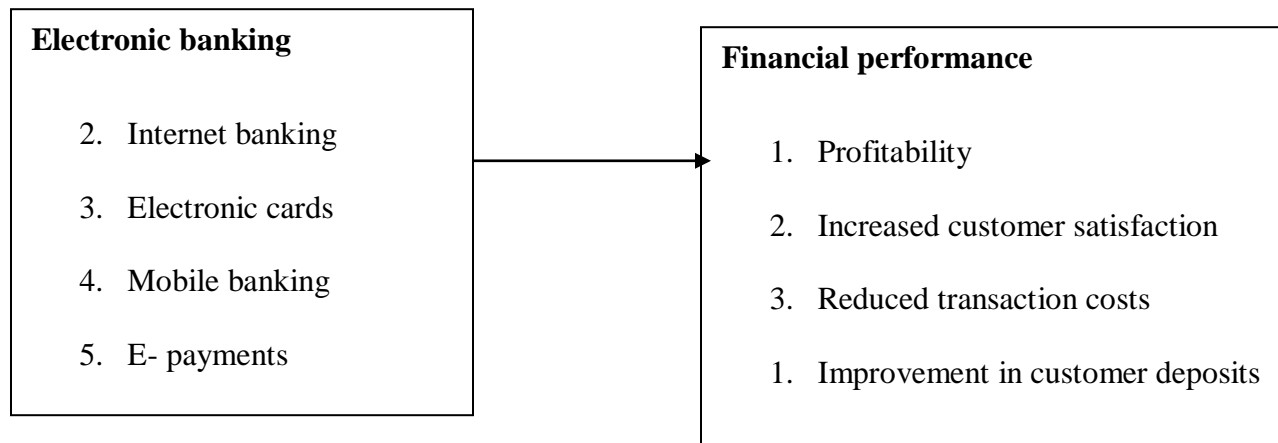 Electronic banking
2. Internet banking
3. Electronic cards
4. Mobile banking
5. E- payments
Financial performance
1. Profitability
2. Increased customer satisfaction
3. Reduced transaction costs
1. Improvement in customer deposits